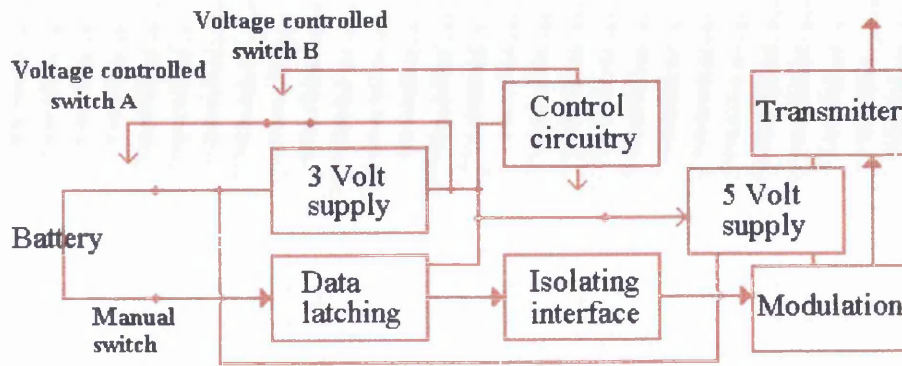 Voltage controlled
switch B
Voltage controlled
switch A
Control
circuitry
Transmitter
3 Volt
supply
5 Volt
supply
Battery
Data
latching
Isolating
interface
Modulation
Manual
switch